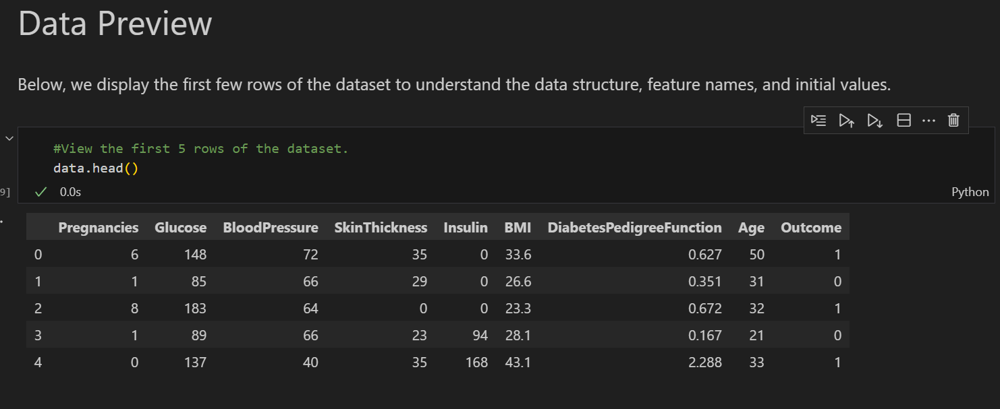 Data Preview
Below, we display the first few rows of the dataset to understand the data structure, feature names, and initial values.
#View the first 5 rows of the dataset.
data.head()
9]
0.0s
Python
Pregnancies Glucose BloodPressure SkinThickness Insulin BMI DiabetesPedigreeFunction Age Outcome
0 6 148 72 35 0 33.6 0.627 50 1
1 1 85 66 29 0 26.6 0.351 31 0
2 8 183 64 0 0 23.3 0.672 32 1
3 1 89 66 23 94 28.1 0.167 21 0
4 0 137 40 35 168 43.1 2.288 33 1